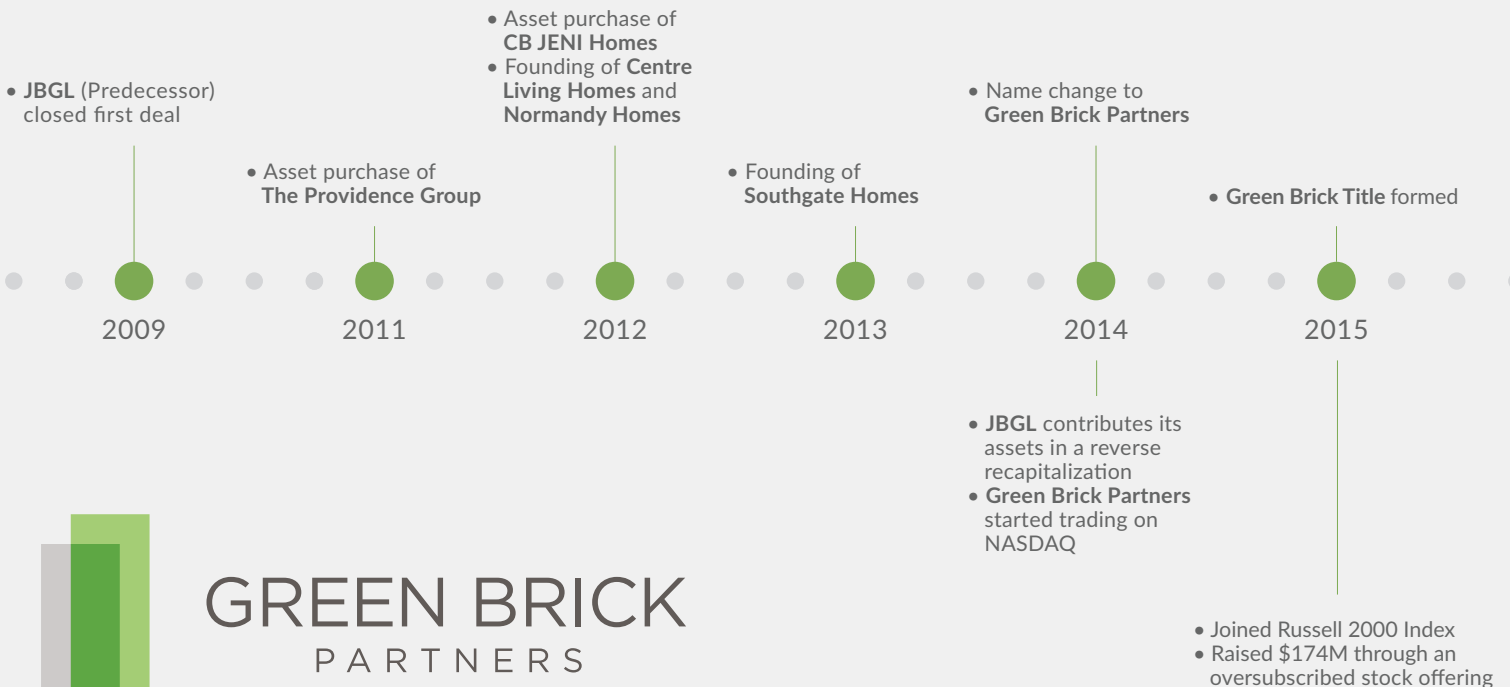 • JBGL (Predecessor)
closed first deal
2009
• Asset purchase of
The Providence Group
2011
• Asset purchase of
CB JENI Homes
• Founding of Centre
Living Homes and
Normandy Homes
2012
• Founding of
Southgate Homes
2013
• Name change to
Green Brick Partners
2014
• JBGL contributes its
assets in a reverse
recapitalization
• Green Brick Partners
started trading on
NASDAQ
• Green Brick Title formed
2015
• Joined Russell 2000 Index
• Raised $174M through an
oversubscribed stock offering
GREEN BRICK
PARTNERS